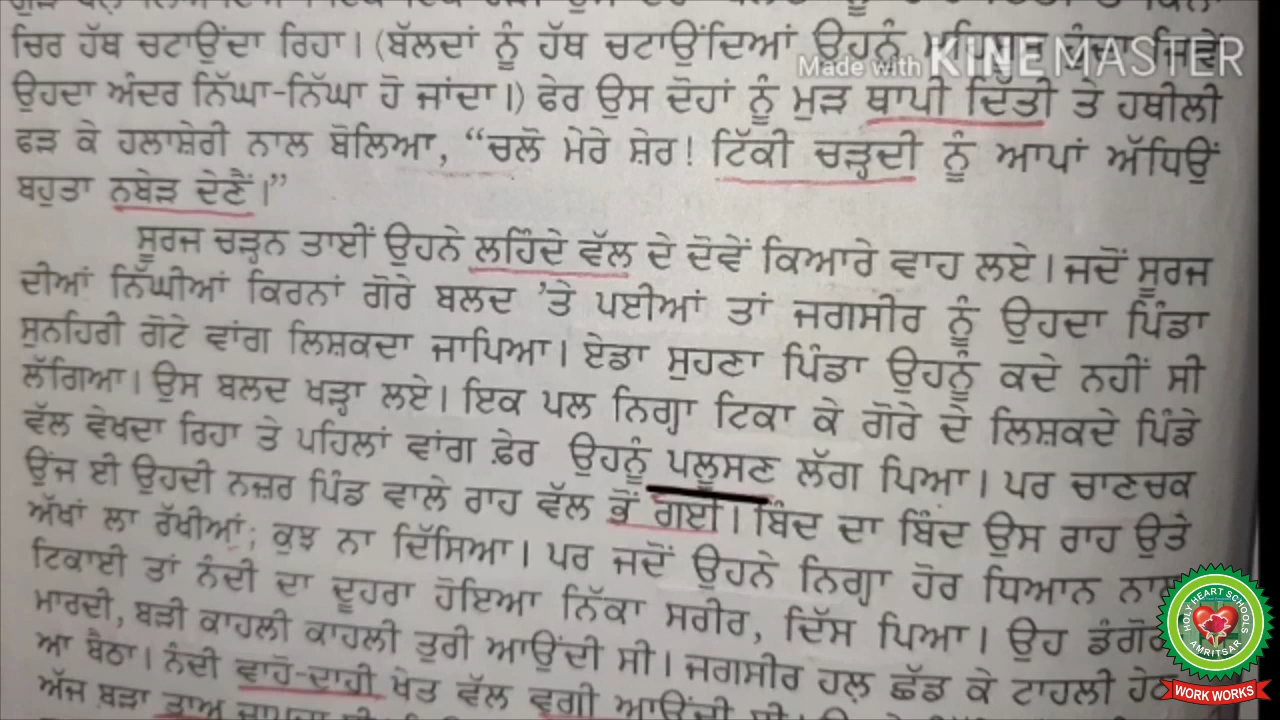 ਚਿਰ ਹੱਥ ਚਟਾਉਂਦਾ ਰਿਹਾ। (ਬੱਲਦਾਂ ਨੂੰ ਹੱਥ ਚਟਾਉਂਦਿਆਂ ਉਹਨੂੰ
Made with KINEMASTER
ਉਹਦਾ ਅੰਦਰ ਨਿੱਘਾ-ਨਿੱਘਾ ਹੋ ਜਾਂਦਾ।) ਫੇਰ ਉਸ ਦੋਹਾਂ ਨੂੰ ਮੁੜ ਥਾਪੀ ਦਿੱਤੀ ਤੇ ਹਥੀਲੀ
ਫੜ ਕੇ ਹਲਾਸ਼ੇਰੀ ਨਾਲ ਬੋਲਿਆ, “ਚਲੋ ਮੇਰੇ ਸ਼ੇਰ! ਟਿੱਕੀ ਚੜ੍ਹਦੀ ਨੂੰ ਆਪਾਂ ਅੱਧਿਉਂ
ਬਹੁਤਾ ਨਬੇੜ ਦੇਣੈਂ।”
ਸੂਰਜ ਚੜ੍ਹਨ ਤਾਈਂ ਉਹਨੇ ਲਹਿੰਦੇ ਵੱਲ ਦੇ ਦੋਵੇਂ ਕਿਆਰੇ ਵਾਹ ਲਏ। ਜਦੋਂ ਸੂਰਜ
ਦੀਆਂ ਨਿੱਘੀਆਂ ਕਿਰਨਾਂ ਗੋਰੇ ਬਲਦ ’ਤੇ ਪਈਆਂ ਤਾਂ ਜਗਸੀਰ ਨੂੰ ਉਹਦਾ ਪਿੰਡਾ
ਸੁਨਹਿਰੀ ਗੋਟੇ ਵਾਂਗ ਲਿਸ਼ਕਦਾ ਜਾਪਿਆ। ਏਡਾ ਸੁਹਣਾ ਪਿੰਡਾ ਉਹਨੂੰ ਕਦੇ ਨਹੀਂ ਸੀ
ਲੱਗਿਆ। ਉਸ ਬਲਦ ਖੜ੍ਹਾ ਲਏ। ਇਕ ਪਲ ਨਿਗ੍ਹਾ ਟਿਕਾ ਕੇ ਗੋਰੇ ਦੇ ਲਿਸ਼ਕਦੇ ਪਿੰਡੇ
ਵੱਲ ਵੇਖਦਾ ਰਿਹਾ ਤੇ ਪਹਿਲਾਂ ਵਾਂਗ ਫ਼ੇਰ ਉਹਨੂੰ ਪਲੂਸਣ ਲੱਗ ਪਿਆ। ਪਰ ਚਾਣਚਕ
ਉਂਜ ਈ ਉਹਦੀ ਨਜ਼ਰ ਪਿੰਡ ਵਾਲੇ ਰਾਹ ਵੱਲ ਭੌਂ ਗਈ। ਬਿੰਦ ਦਾ ਬਿੰਦ ਉਸ ਰਾਹ ਉਤੇ
ਅੱਖਾਂ ਲਾ ਰੱਖੀਆਂ; ਕੁਝ ਨਾ ਦਿੱਸਿਆ। ਪਰ ਜਦੋਂ ਉਹਨੇ ਨਿਗ੍ਹਾ ਹੋਰ ਧਿਆਨ
ਟਿਕਾਈ ਤਾਂ ਨੰਦੀ ਦਾ ਦੂਹਰਾ ਹੋਇਆ ਨਿੱਕਾ ਸਰੀਰ, ਦਿੱਸ ਪਿਆ। ਉਹ
ਮਾਰਦੀ, ਬੜੀ ਕਾਹਲੀ ਕਾਹਲੀ ਤੁਰੀ ਆਉਂਦੀ ਸੀ। ਜਗਸੀਰ ਹਲ਼ ਛੱਡ ਕੇ ਟਾਹਲੀ
ਆ ਬੈਠਾ। ਨੰਦੀ ਵਾਹੋ-ਦਾਹੀ ਖੇਤ ਵੱਲ ਵਗੀ ਆਉਂਦੀ ਸੀ।
ਅੱਜ ਬੜਾ ਤਾਅ
HOLY HEART SCHOOLS
AMRITSAR
WORK WORKS